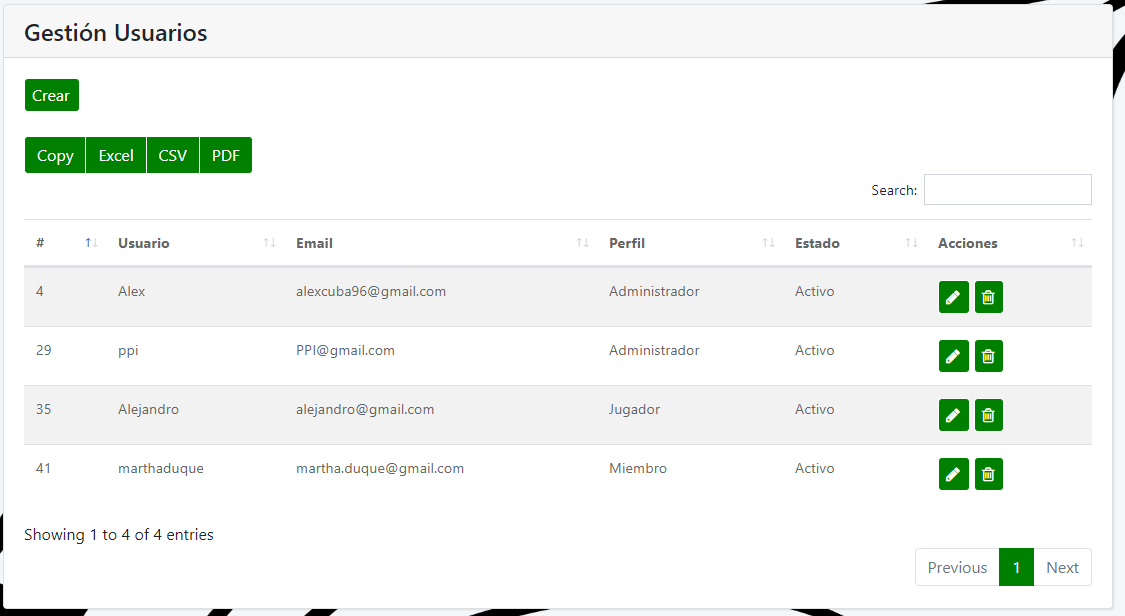 Gestión Usuarios
Crear
Copy Excel CSV PDF
Search:
# Usuario Email Perfil Estado Acciones
4 Alex alexcuba96@gmail.com Administrador Activo
29 ppi PPI@gmail.com Administrador Activo
35 Alejandro alejandro@gmail.com Jugador Activo
41 marthaduque martha.duque@gmail.com Miembro Activo
Showing 1 to 4 of 4 entries
Previous 1 Next